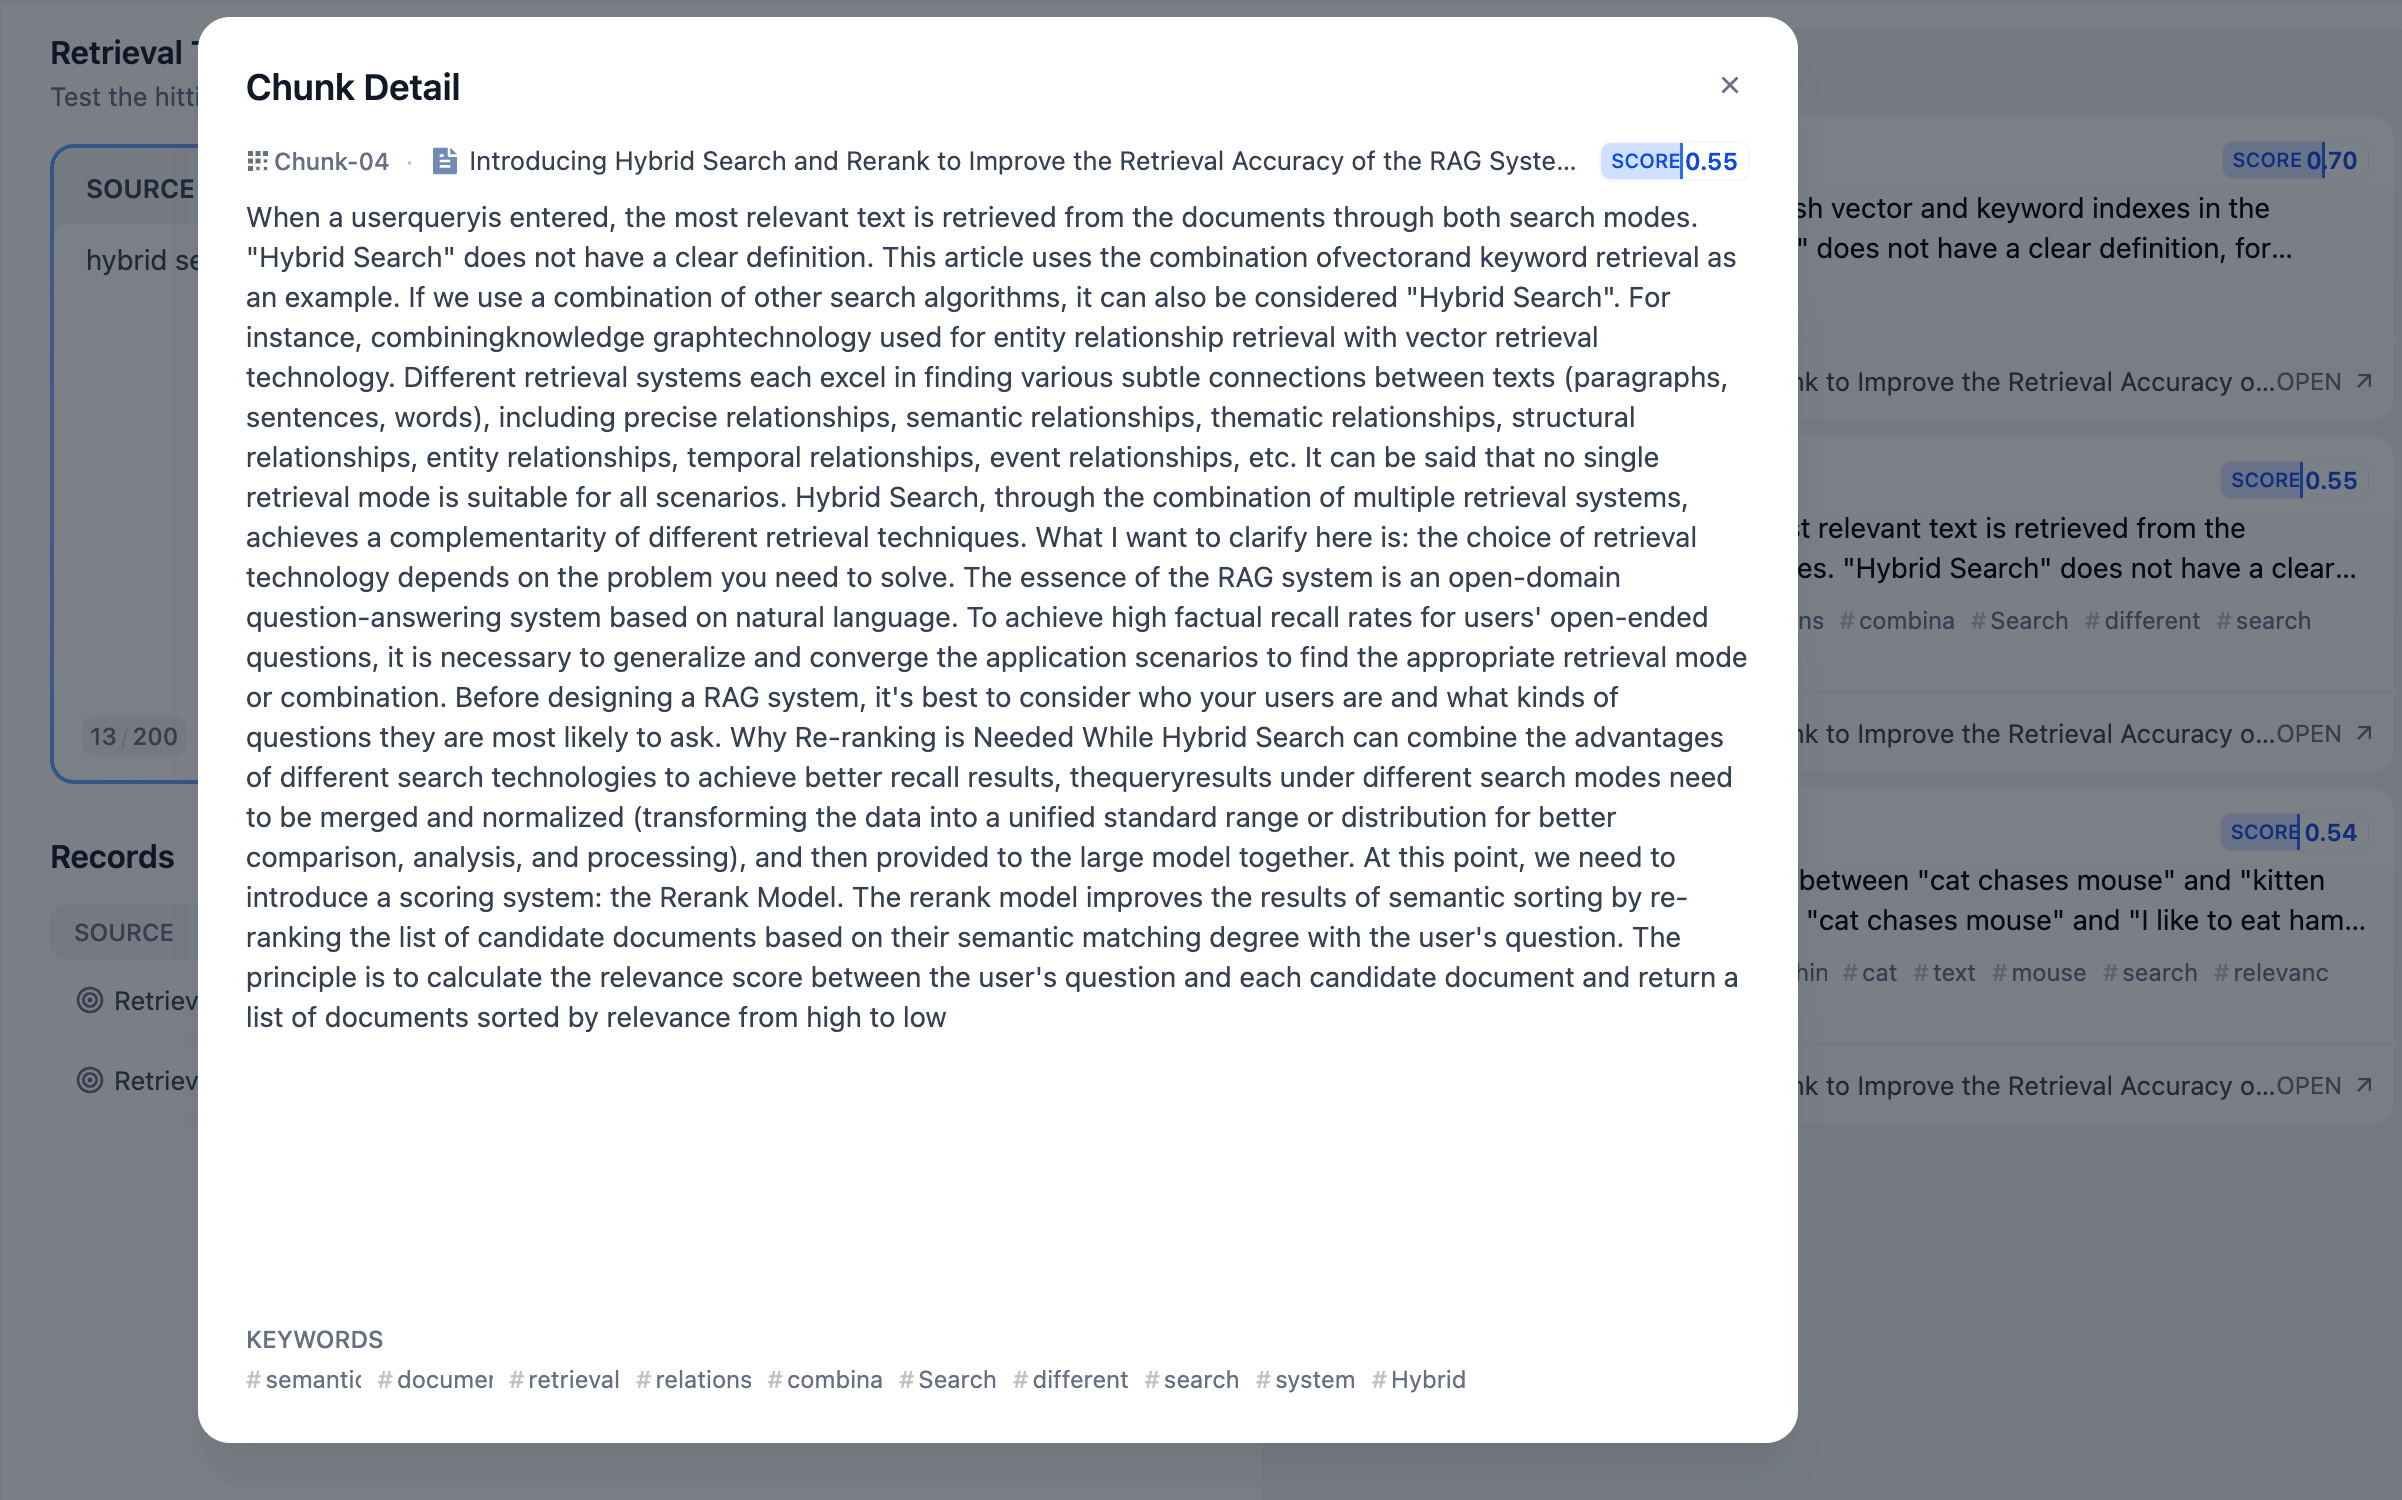 Retrieval
Test the hitti
SOURCE
hybrid se
13 / 200
Records
SOURCE
Retriev
Retriev
Chunk Detail
Chunk-04 · Introducing Hybrid Search and Rerank to Improve the Retrieval Accuracy of the RAG Syste... SCORE 0.55
When a userqueryis entered, the most relevant text is retrieved from the documents through both search modes.
"Hybrid Search" does not have a clear definition. This article uses the combination ofvectorand keyword retrieval as
an example. If we use a combination of other search algorithms, it can also be considered "Hybrid Search". For
instance, combiningknowledge graphtechnology used for entity relationship retrieval with vector retrieval
technology. Different retrieval systems each excel in finding various subtle connections between texts (paragraphs,
sentences, words), including precise relationships, semantic relationships, thematic relationships, structural
relationships, entity relationships, temporal relationships, event relationships, etc. It can be said that no single
retrieval mode is suitable for all scenarios. Hybrid Search, through the combination of multiple retrieval systems,
achieves a complementarity of different retrieval techniques. What I want to clarify here is: the choice of retrieval
technology depends on the problem you need to solve. The essence of the RAG system is an open-domain
question-answering system based on natural language. To achieve high factual recall rates for users' open-ended
questions, it is necessary to generalize and converge the application scenarios to find the appropriate retrieval mode
or combination. Before designing a RAG system, it's best to consider who your users are and what kinds of
questions they are most likely to ask. Why Re-ranking is Needed While Hybrid Search can combine the advantages
of different search technologies to achieve better recall results, thequeryresults under different search modes need
to be merged and normalized (transforming the data into a unified standard range or distribution for better
comparison, analysis, and processing), and then provided to the large model together. At this point, we need to
introduce a scoring system: the Rerank Model. The rerank model improves the results of semantic sorting by re-
ranking the list of candidate documents based on their semantic matching degree with the user's question. The
principle is to calculate the relevance score between the user's question and each candidate document and return a
list of documents sorted by relevance from high to low
KEYWORDS
# semantic # documen # retrieval # relations # combina # Search # different # search # system # Hybrid
SCORE 0.70
sh vector and keyword indexes in the
" does not have a clear definition, for...
nk to Improve the Retrieval Accuracy o... OPEN
SCORE 0.55
t relevant text is retrieved from the
es. "Hybrid Search" does not have a clear...
ns # combina # Search # different # search
nk to Improve the Retrieval Accuracy o... OPEN
SCORE 0.54
between "cat chases mouse" and "kitten
"cat chases mouse" and "I like to eat ham...
hin # cat # text # mouse # search # relevanc
nk to Improve the Retrieval Accuracy o... OPEN